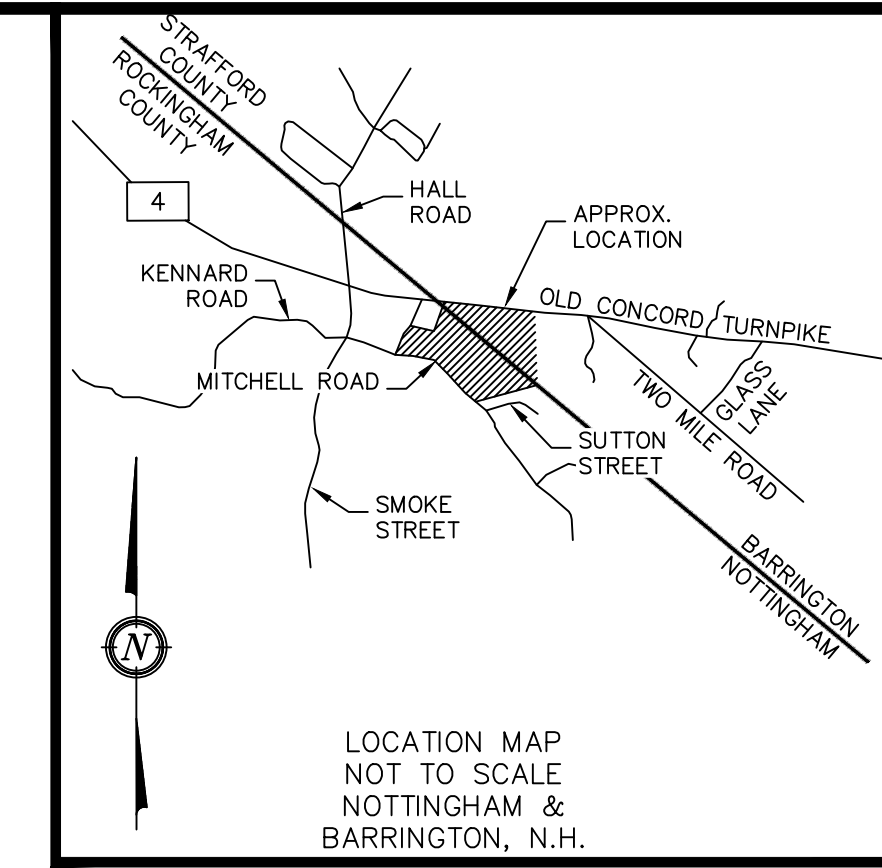 STRAFFORD
COUNTY
ROCKINGHAM
COUNTY
4
HALL
ROAD
APPROX.
LOCATION
KENNARD
ROAD
OLD CONCORD TURNPIKE
MITCHELL ROAD
TWO MILE ROAD
GLASS
LANE
SUTTON
STREET
SMOKE
STREET
BARRINGTON
NOTTINGHAM
N
LOCATION MAP
NOT TO SCALE
NOTTINGHAM &
BARRINGTON, N.H.